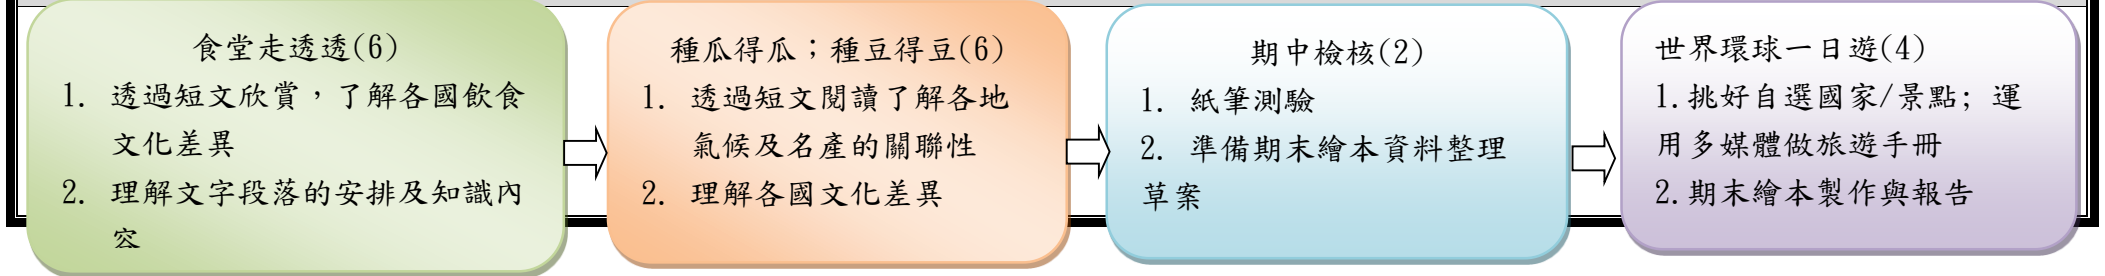 食堂走透透(6)
1. 透過短文欣賞，了解各國飲食
文化差異
2. 理解文字段落的安排及知識內
容
種瓜得瓜；種豆得豆(6)
1. 透過短文閱讀了解各地
氣候及名產的關聯性
2. 理解各國文化差異
期中檢核(2)
1. 紙筆測驗
2. 準備期末繪本資料整理
草案
世界環球一日遊(4)
1.挑好自選國家/景點; 運
用多媒體做旅遊手冊
2.期末繪本製作與報告